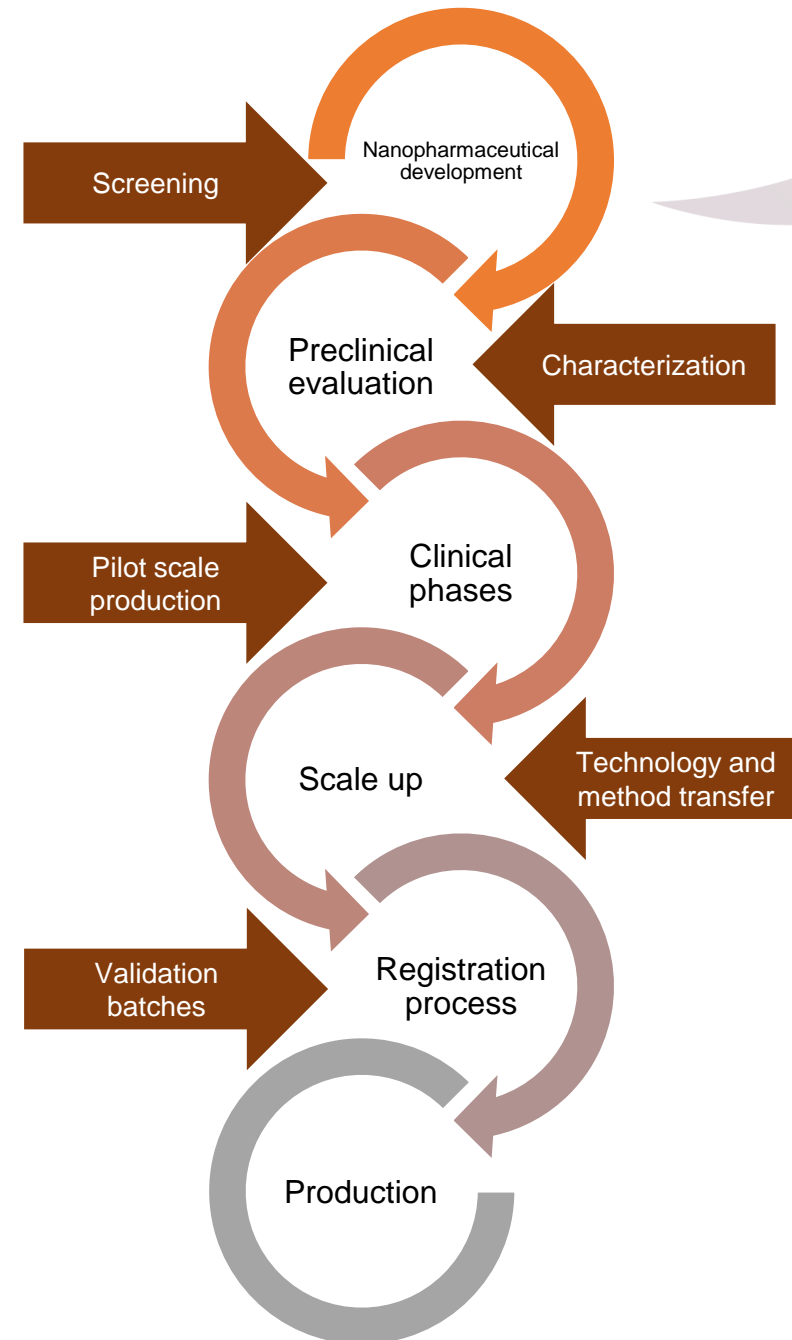 Nanopharmaceutical
development
Screening
Preclinical
evaluation
Characterization
Clinical
phases
Pilot scale
production
Scale up
Technology and
method transfer
Registration
process
Validation
batches
Production